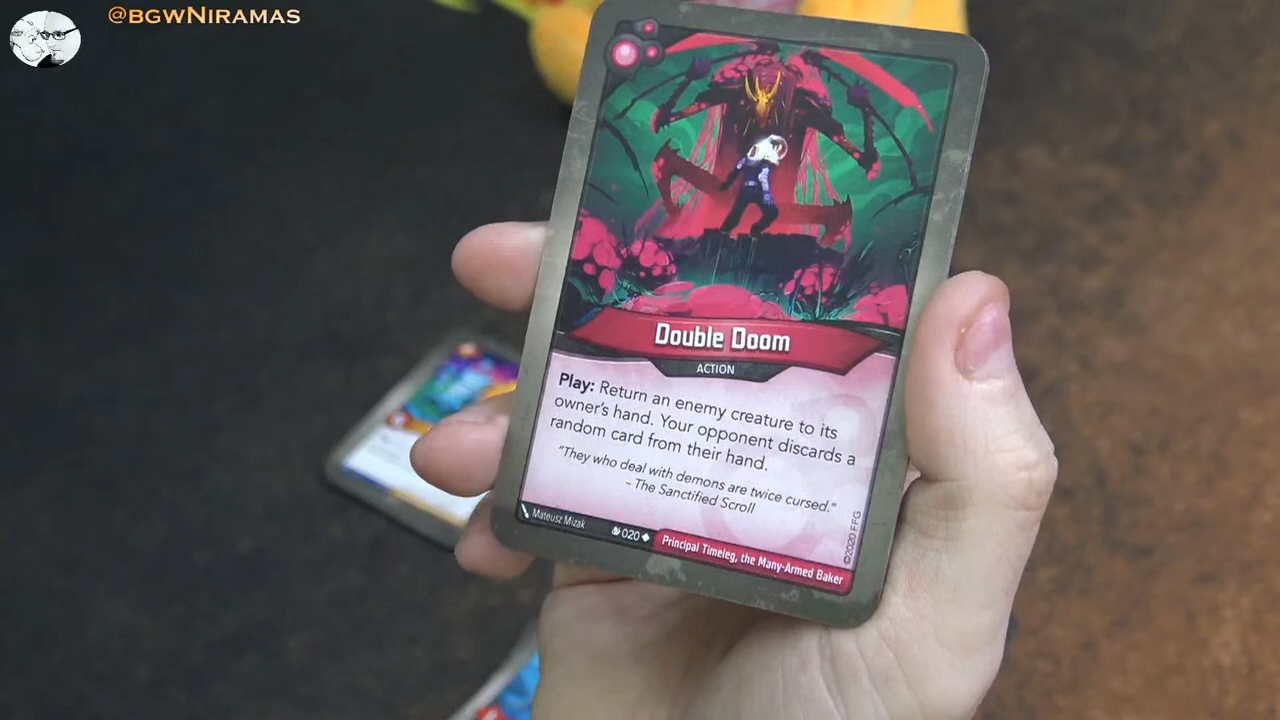 @BGWNIRAMAS
Double Doom
ACTION
Play: Return an enemy creature to its
owner's hand. Your opponent discards a
random card from their hand.
"They who deal with demons are twice cursed."
– The Sanctified Scroll
Mateusz Mizak
020
Principal Timeleg, the Many-Armed Baker
©2020 FFG